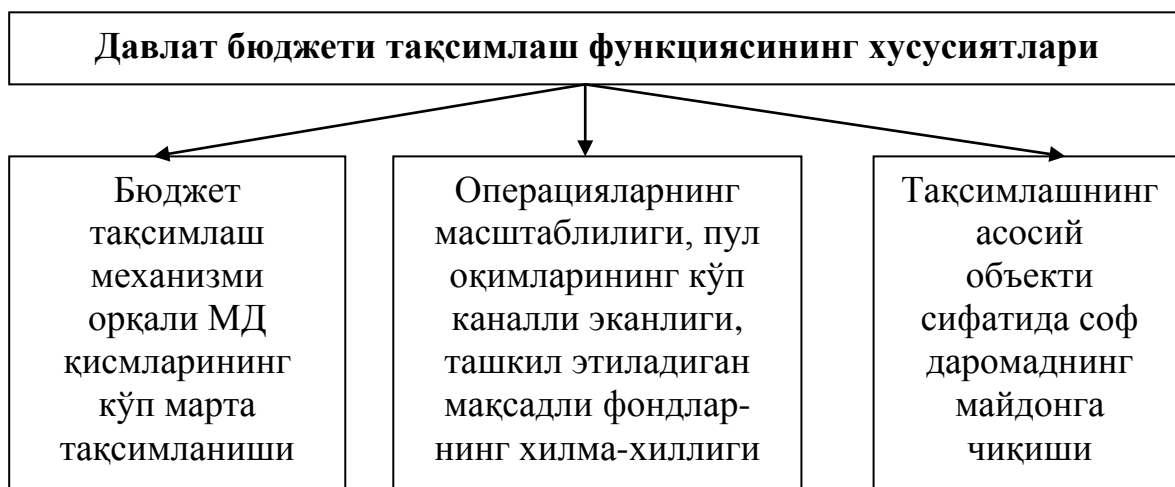 Давлат бюджети тақсимлаш функциясининг хусусиятлари
Бюджет
тақсимлаш
механизми
орқали МД
қисмларининг
кўп марта
тақсимланиши
Операцияларнинг
масштаблилиги, пул
оқимларининг кўп
каналли эканлиги,
ташкил этиладиган
мақсадли фондлар-
нинг хилма-хиллиги
Тақсимлашнинг
асосий
объекти
сифатида соф
даромаднинг
майдонга
чиқиши